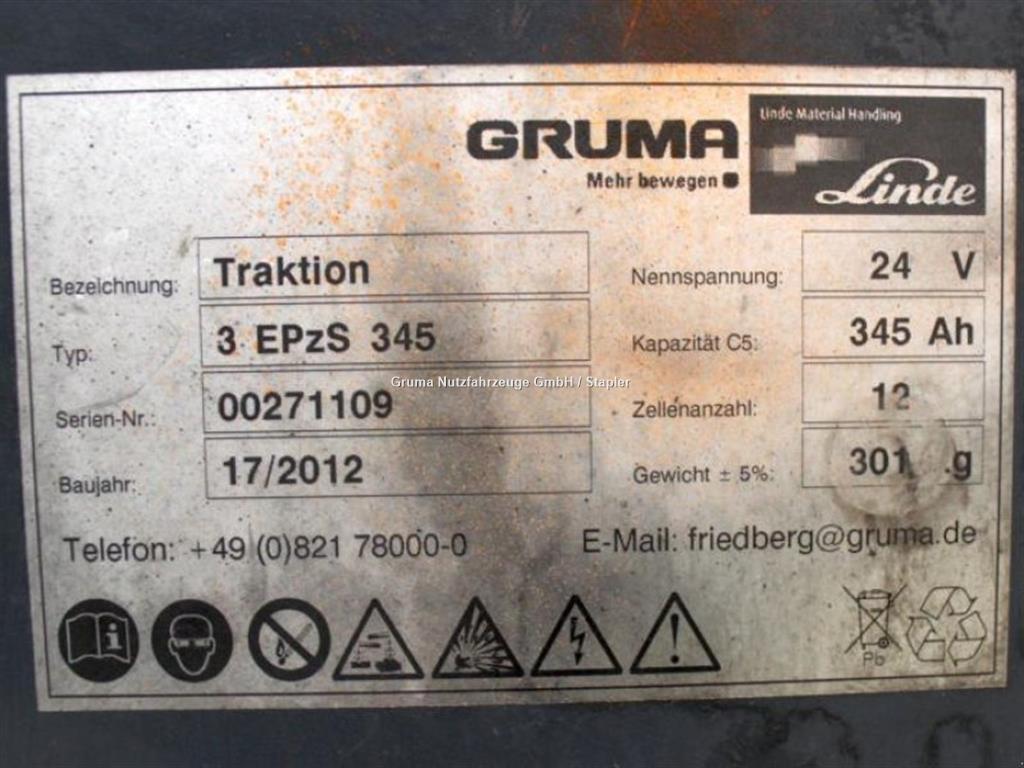 Linde Material Handling
GRUMA
Mehr bewegen
Linde
Bezeichnung: Traktion
Nennspannung: 24 V
Typ: 3 EPzS 345
Kapazität C5: 345 Ah
Gruma Nutzfahrzeuge GmbH / Stapler
Serien-Nr.: 00271109
Zellenanzahl: 12
Baujahr: 17/2012
Gewicht ± 5%: 301
Telefon: +49 (0)821 78000-0
E-Mail: friedberg@gruma.de
Pb